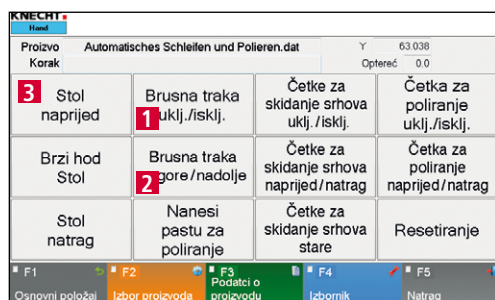 KNECHT
Hand
Proizvo Automatisches Schleifen und Polieren.dat Y 63.038
Korak Optereć 0.0
3 Stol
naprijed
Brusna traka
1 uklj./isklj.
Četke za
skidanje srhova
uklj./isklj.
Četka za
poliranje
uklj./isklj.
Brzi hod
Stol
Brusna traka
2 gore/nadolje
Četke za
skidanje srhova
naprijed/natrag
Četka za
poliranje
naprijed/natrag
Stol
natrag
Nanesi
pastu za
poliranje
Četke za
skidanje srhova
stare
Resetiranje
F1
Osnovni položaj
F2
Izbor proizvoda
F3
Podatci o
proizvodu
F4
Izbornik
F5
Natrag